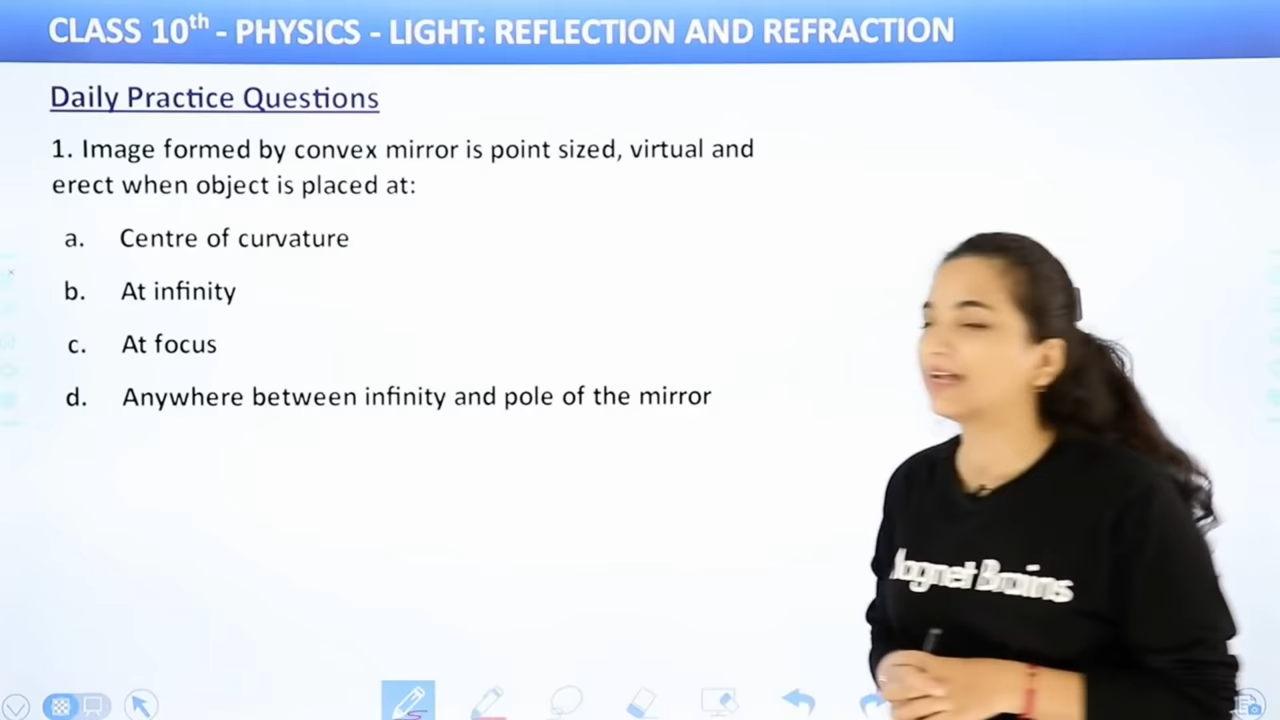 CLASS 10th - PHYSICS - LIGHT: REFLECTION AND REFRACTION
Daily Practice Questions
1. Image formed by convex mirror is point sized, virtual and
erect when object is placed at:
a. Centre of curvature
b. At infinity
c. At focus
d. Anywhere between infinity and pole of the mirror
Magnet Brains